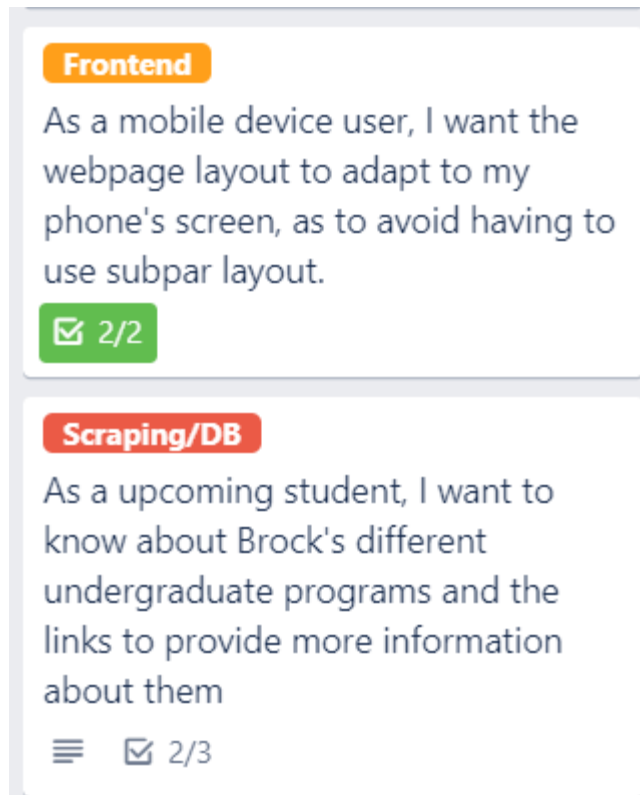 Frontend
As a mobile device user, I want the
webpage layout to adapt to my
phone's screen, as to avoid having to
use subpar layout.
2/2
Scraping/DB
As a upcoming student, I want to
know about Brock's different
undergraduate programs and the
links to provide more information
about them
2/3